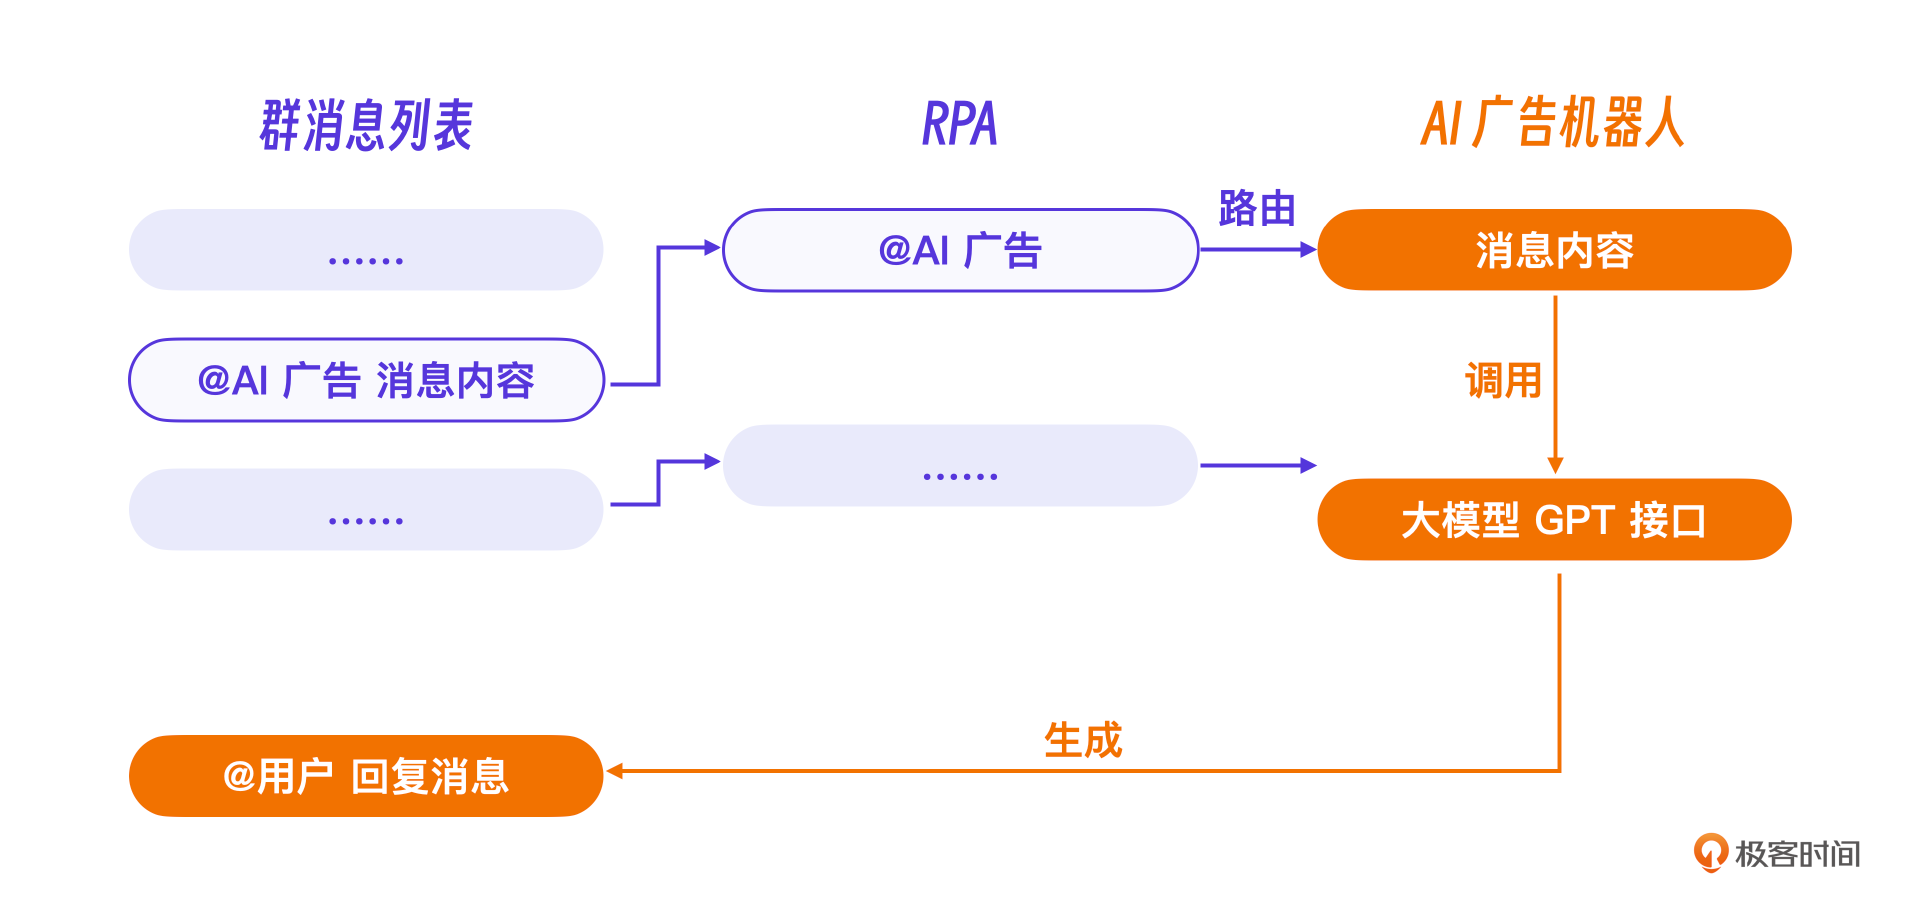 群消息列表
RPA
AI 广告机器人
......
@AI 广告
路由
消息内容
@AI 广告 消息内容
调用
......
......
大模型 GPT 接口
生成
@用户 回复消息
极客时间